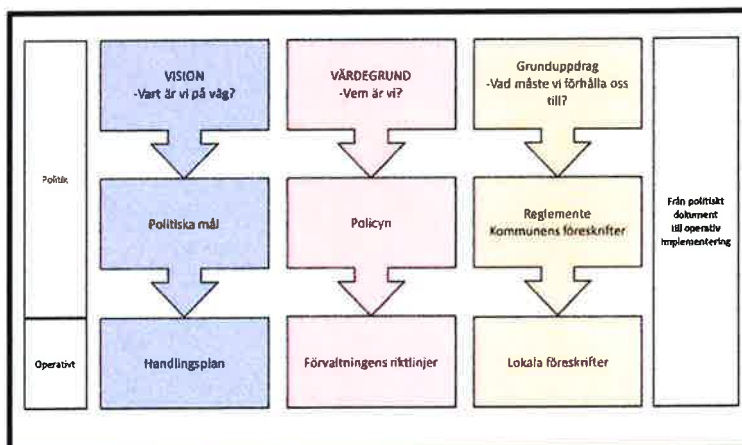 Politik
Operativt
VISION
-Vart är vi på väg?
Politiska mål
Handlingsplan
VÄRDEGRUND
-Vem är vi?
Policyn
Förvaltningens riktlinjer
Grunduppdrag
-Vad måste vi förhålla oss
till?
Reglemente
Kommunens föreskrifter
Lokala föreskrifter
Från politiskt
dokument
till operativ
implementering